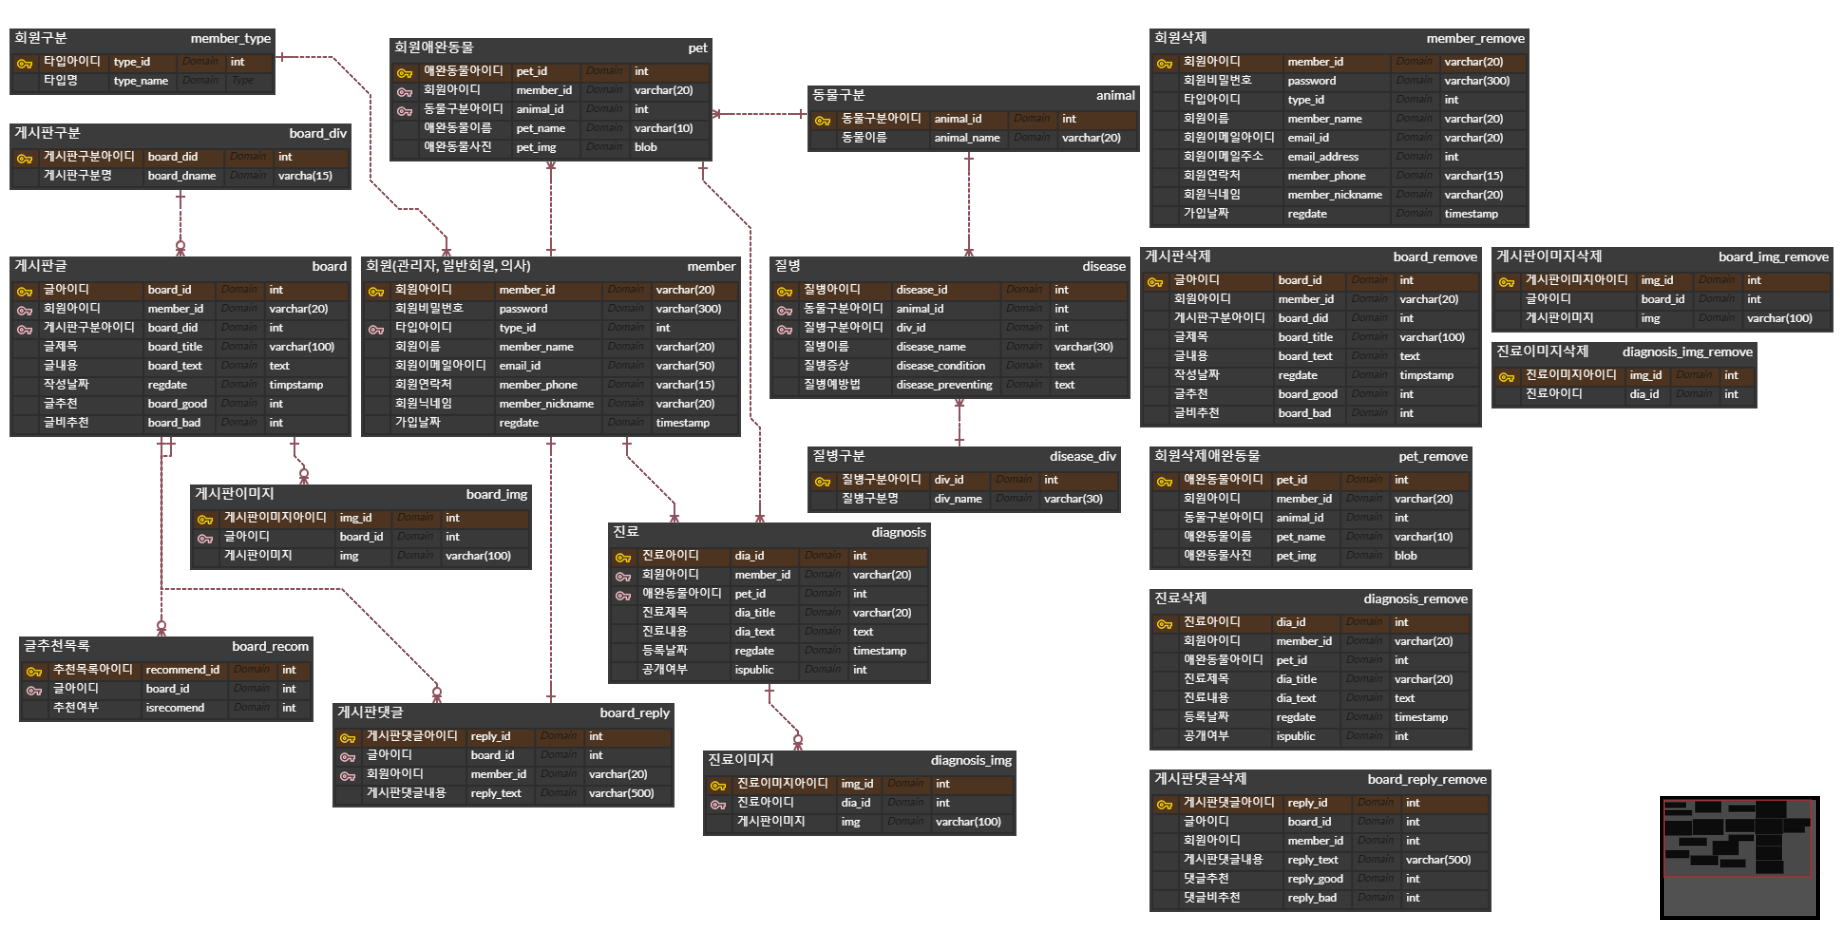 회원구분 member_type
타입아이디 type_id Domain int
타입명 type_name Domain Type
게시판구분 board_div
게시판구분아이디 board_did Domain int
게시판구분명 board_dname Domain varcha(15)
회원애완동물 pet
애완동물아이디 pet_id Domain int
회원아이디 member_id Domain varchar(20)
동물구분아이디 animal_id Domain int
애완동물이름 pet_name Domain varchar(10)
애완동물사진 pet_img Domain blob
동물구분 animal
동물구분아이디 animal_id Domain int
동물이름 animal_name Domain varchar(20)
회원삭제 member_remove
회원아이디 member_id Domain varchar(20)
회원비밀번호 password Domain varchar(300)
타입아이디 type_id Domain int
회원이름 member_name Domain varchar(20)
회원이메일아이디 email_id Domain varchar(20)
회원이메일주소 email_address Domain int
회원연락처 member_phone Domain varchar(15)
회원닉네임 member_nickname Domain varchar(20)
가입날짜 regdate Domain timestamp
게시판글 board
글아이디 board_id Domain int
회원아이디 member_id Domain varchar(20)
게시판구분아이디 board_did Domain int
글제목 board_title Domain varchar(100)
글내용 board_text Domain text
작성날짜 regdate Domain timpstamp
글추천 board_good Domain int
글비추천 board_bad Domain int
회원(관리자, 일반회원, 의사) member
회원아이디 member_id Domain varchar(20)
회원비밀번호 password Domain varchar(300)
타입아이디 type_id Domain int
회원이름 member_name Domain varchar(20)
회원이메일아이디 email_id Domain varchar(50)
회원연락처 member_phone Domain varchar(15)
회원닉네임 member_nickname Domain varchar(20)
가입날짜 regdate Domain timestamp
질병 disease
질병아이디 disease_id Domain int
동물구분아이디 animal_id Domain int
질병구분아이디 div_id Domain int
질병이름 disease_name Domain varchar(30)
질병증상 disease_condition Domain text
질병예방법 disease_preventing Domain text
게시판삭제 board_remove
글아이디 board_id Domain int
회원아이디 member_id Domain varchar(20)
게시판구분아이디 board_did Domain int
글제목 board_title Domain varchar(100)
글내용 board_text Domain text
작성날짜 regdate Domain timpstamp
글추천 board_good Domain int
글비추천 board_bad Domain int
게시판이미지삭제 board_img_remove
게시판이미지아이디 img_id Domain int
글아이디 board_id Domain int
게시판이미지 img Domain varchar(100)
진료이미지삭제 diagnosis_img_remove
진료이미지아이디 img_id Domain int
진료아이디 dia_id Domain int
질병구분 disease_div
질병구분아이디 div_id Domain int
질병구분명 div_name Domain varchar(30)
회원삭제애완동물 pet_remove
애완동물아이디 pet_id Domain int
회원아이디 member_id Domain varchar(20)
동물구분아이디 animal_id Domain int
애완동물이름 pet_name Domain varchar(10)
애완동물사진 pet_img Domain blob
게시판이미지 board_img
게시판이미지아이디 img_id Domain int
글아이디 board_id Domain int
게시판이미지 img Domain varchar(100)
진료 diagnosis
진료아이디 dia_id Domain int
회원아이디 member_id Domain varchar(20)
애완동물아이디 pet_id Domain int
진료제목 dia_title Domain varchar(20)
진료내용 dia_text Domain text
등록날짜 regdate Domain timestamp
공개여부 ispublic Domain int
진료삭제 diagnosis_remove
진료아이디 dia_id Domain int
회원아이디 member_id Domain varchar(20)
애완동물아이디 pet_id Domain int
진료제목 dia_title Domain varchar(20)
진료내용 dia_text Domain text
등록날짜 regdate Domain timestamp
공개여부 ispublic Domain int
글추천목록 board_recom
추천목록아이디 recommend_id Domain int
글아이디 board_id Domain int
추천여부 isrecomend Domain int
게시판댓글 board_reply
게시판댓글아이디 reply_id Domain int
글아이디 board_id Domain int
회원아이디 member_id Domain varchar(20)
게시판댓글내용 reply_text Domain varchar(500)
진료이미지 diagnosis_img
진료이미지아이디 img_id Domain int
진료아이디 dia_id Domain int
게시판이미지 img Domain varchar(100)
게시판댓글삭제 board_reply_remove
게시판댓글아이디 reply_id Domain int
글아이디 board_id Domain int
회원아이디 member_id Domain int
게시판댓글내용 reply_text Domain varchar(500)
댓글추천 reply_good Domain int
댓글비추천 reply_bad Domain int